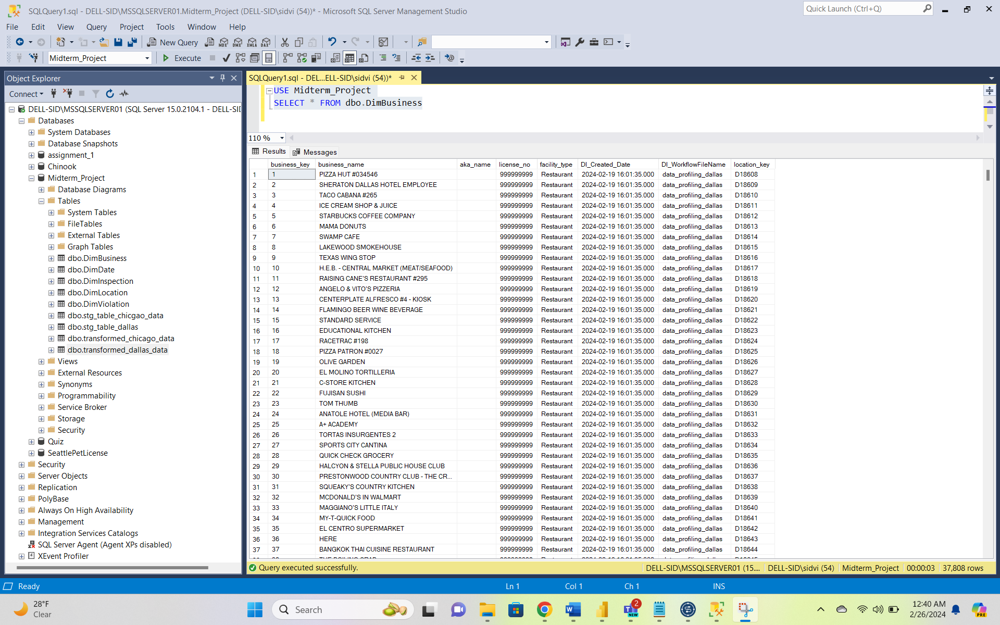 SQLQuery1.sql - DELL-SID\MSSQLSERVER01.Midterm_Project (DELL-SID\sidvi (54))* - Microsoft SQL Server Management Studio
Quick Launch (Ctrl+Q)
File Edit View Query Project Tools Window Help
New Query MDX DMX XMLA DAX
Midterm_Project Execute
Object Explorer
Connect
DELL-SID\MSSQLSERVER01 (SQL Server 15.0.2104.1 - DELL-SID
Databases
System Databases
Database Snapshots
assignment_1
Chinook
Midterm_Project
Database Diagrams
Tables
System Tables
FileTables
External Tables
Graph Tables
dbo.DimBusiness
dbo.DimDate
dbo.DimInspection
dbo.DimLocation
dbo.DimViolation
dbo.stg_table_chicgao_data
dbo.stg_table_dallas
dbo.transformed_chicago_data
dbo.transformed_dallas_data
Views
External Resources
Synonyms
Programmability
Service Broker
Storage
Security
Quiz
SeattlePetLicense
Security
Server Objects
Replication
PolyBase
Always On High Availability
Management
Integration Services Catalogs
SQL Server Agent (Agent XPs disabled)
XEvent Profiler
SQLQuery1.sql - DEL...ELL-SID\sidvi (54))*
USE Midterm_Project
SELECT * FROM dbo.DimBusiness
110 %
Results Messages
business_key business_name aka_name license_no facility_type DI_Created_Date DI_WorkflowFileName location_key
1 1 PIZZA HUT #034546 999999999 Restaurant 2024-02-19 16:01:35.000 data_profiling_dallas D18608
2 2 SHERATON DALLAS HOTEL EMPLOYEE 999999999 Restaurant 2024-02-19 16:01:35.000 data_profiling_dallas D18609
3 3 TACO CABANA #265 999999999 Restaurant 2024-02-19 16:01:35.000 data_profiling_dallas D18610
4 4 ICE CREAM SHOP & JUICE 999999999 Restaurant 2024-02-19 16:01:35.000 data_profiling_dallas D18611
5 5 STARBUCKS COFFEE COMPANY 999999999 Restaurant 2024-02-19 16:01:35.000 data_profiling_dallas D18612
6 6 MAMA DONUTS 999999999 Restaurant 2024-02-19 16:01:35.000 data_profiling_dallas D18613
7 7 SWAMP CAFE 999999999 Restaurant 2024-02-19 16:01:35.000 data_profiling_dallas D18614
8 8 LAKEWOOD SMOKEHOUSE 999999999 Restaurant 2024-02-19 16:01:35.000 data_profiling_dallas D18615
9 9 TEXAS WING STOP 999999999 Restaurant 2024-02-19 16:01:35.000 data_profiling_dallas D18616
10 10 H.E.B. - CENTRAL MARKET (MEAT/SEAFOOD) 999999999 Restaurant 2024-02-19 16:01:35.000 data_profiling_dallas D18617
11 11 RAISING CANE'S RESTAURANT #295 999999999 Restaurant 2024-02-19 16:01:35.000 data_profiling_dallas D18618
12 12 ANGELO & VITO'S PIZZERIA 999999999 Restaurant 2024-02-19 16:01:35.000 data_profiling_dallas D18619
13 13 CENTERPLATE ALFRESCO #4 - KIOSK 999999999 Restaurant 2024-02-19 16:01:35.000 data_profiling_dallas D18620
14 14 FLAMINGO BEER WINE BEVERAGE 999999999 Restaurant 2024-02-19 16:01:35.000 data_profiling_dallas D18621
15 15 STANDARD SERVICE 999999999 Restaurant 2024-02-19 16:01:35.000 data_profiling_dallas D18622
16 16 EDUCATIONAL KITCHEN 999999999 Restaurant 2024-02-19 16:01:35.000 data_profiling_dallas D18623
17 17 RACETRAC #198 999999999 Restaurant 2024-02-19 16:01:35.000 data_profiling_dallas D18624
18 18 PIZZA PATRON #0027 999999999 Restaurant 2024-02-19 16:01:35.000 data_profiling_dallas D18625
19 19 OLIVE GARDEN 999999999 Restaurant 2024-02-19 16:01:35.000 data_profiling_dallas D18626
20 20 EL MOLINO TORTILLERIA 999999999 Restaurant 2024-02-19 16:01:35.000 data_profiling_dallas D18627
21 21 C-STORE KITCHEN 999999999 Restaurant 2024-02-19 16:01:35.000 data_profiling_dallas D18628
22 22 FUJISAN SUSHI 999999999 Restaurant 2024-02-19 16:01:35.000 data_profiling_dallas D18629
23 23 TOM THUMB 999999999 Restaurant 2024-02-19 16:01:35.000 data_profiling_dallas D18630
24 24 ANATOLE HOTEL (MEDIA BAR) 999999999 Restaurant 2024-02-19 16:01:35.000 data_profiling_dallas D18631
25 25 A+ ACADEMY 999999999 Restaurant 2024-02-19 16:01:35.000 data_profiling_dallas D18632
26 26 TORTAS INSURGENTES 2 999999999 Restaurant 2024-02-19 16:01:35.000 data_profiling_dallas D18633
27 27 SPORTS CITY CANTINA 999999999 Restaurant 2024-02-19 16:01:35.000 data_profiling_dallas D18634
28 28 QUICK CHECK GROCERY 999999999 Restaurant 2024-02-19 16:01:35.000 data_profiling_dallas D18635
29 29 HALCYON & STELLA PUBLIC HOUSE CLUB 999999999 Restaurant 2024-02-19 16:01:35.000 data_profiling_dallas D18636
30 30 PRESTONWOOD COUNTRY CLUB - THE CR... 999999999 Restaurant 2024-02-19 16:01:35.000 data_profiling_dallas D18637
31 31 SQUEAKY'S COUNTRY KITCHEN 999999999 Restaurant 2024-02-19 16:01:35.000 data_profiling_dallas D18638
32 32 MCDONALD'S IN WALMART 999999999 Restaurant 2024-02-19 16:01:35.000 data_profiling_dallas D18639
33 33 MAGGIANO'S LITTLE ITALY 999999999 Restaurant 2024-02-19 16:01:35.000 data_profiling_dallas D18640
34 34 MY-T-QUICK FOOD 999999999 Restaurant 2024-02-19 16:01:35.000 data_profiling_dallas D18641
35 35 EL CENTRO SUPERMARKET 999999999 Restaurant 2024-02-19 16:01:35.000 data_profiling_dallas D18642
36 36 HERE 999999999 Restaurant 2024-02-19 16:01:35.000 data_profiling_dallas D18643
37 37 BANGKOK THAI CUISINE RESTAURANT 999999999 Restaurant 2024-02-19 16:01:35.000 data_profiling_dallas D18644
Query executed successfully. DELL-SID\MSSQLSERVER01 (15.... DELL-SID\sidvi (54) Midterm_Project 00:00:03 37,808 rows
Ready Ln 1 Col 1 Ch 1 INS
28°F
Clear
Search
2
NEW
12:40 AM
2/26/2024
PRE